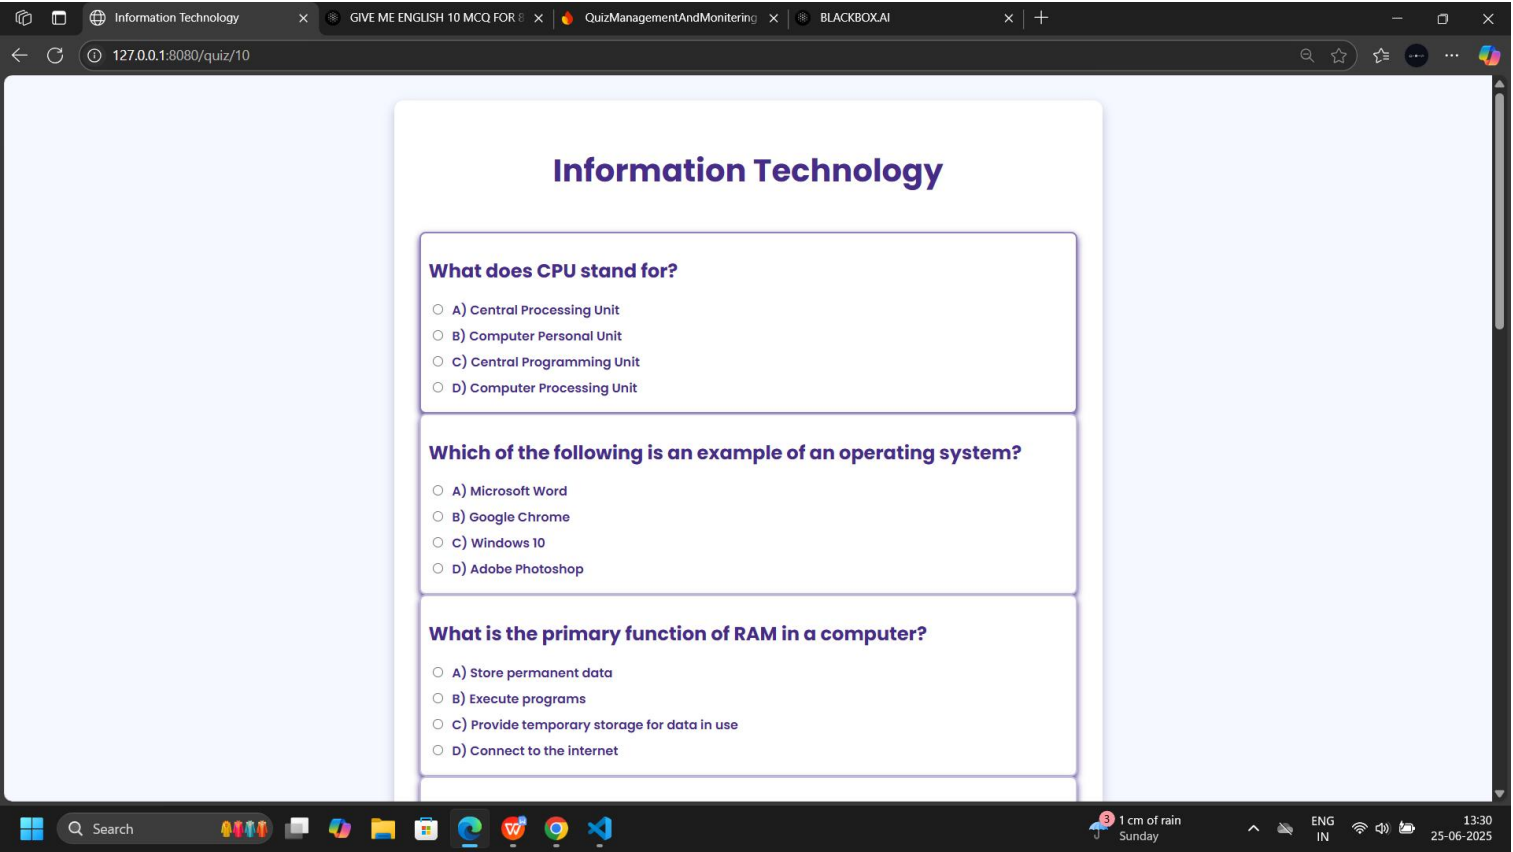 Information Technology
GIVE ME ENGLISH 10 MCQ FOR 8
QuizManagementAndMonitering
BLACKBOX.AI
127.0.0.1:8080/quiz/10
Information Technology
What does CPU stand for?
A) Central Processing Unit
B) Computer Personal Unit
C) Central Programming Unit
D) Computer Processing Unit
Which of the following is an example of an operating system?
A) Microsoft Word
B) Google Chrome
C) Windows 10
D) Adobe Photoshop
What is the primary function of RAM in a computer?
A) Store permanent data
B) Execute programs
C) Provide temporary storage for data in use
D) Connect to the internet
Search
3
1 cm of rain
Sunday
ENG
IN
13:30
25-06-2025